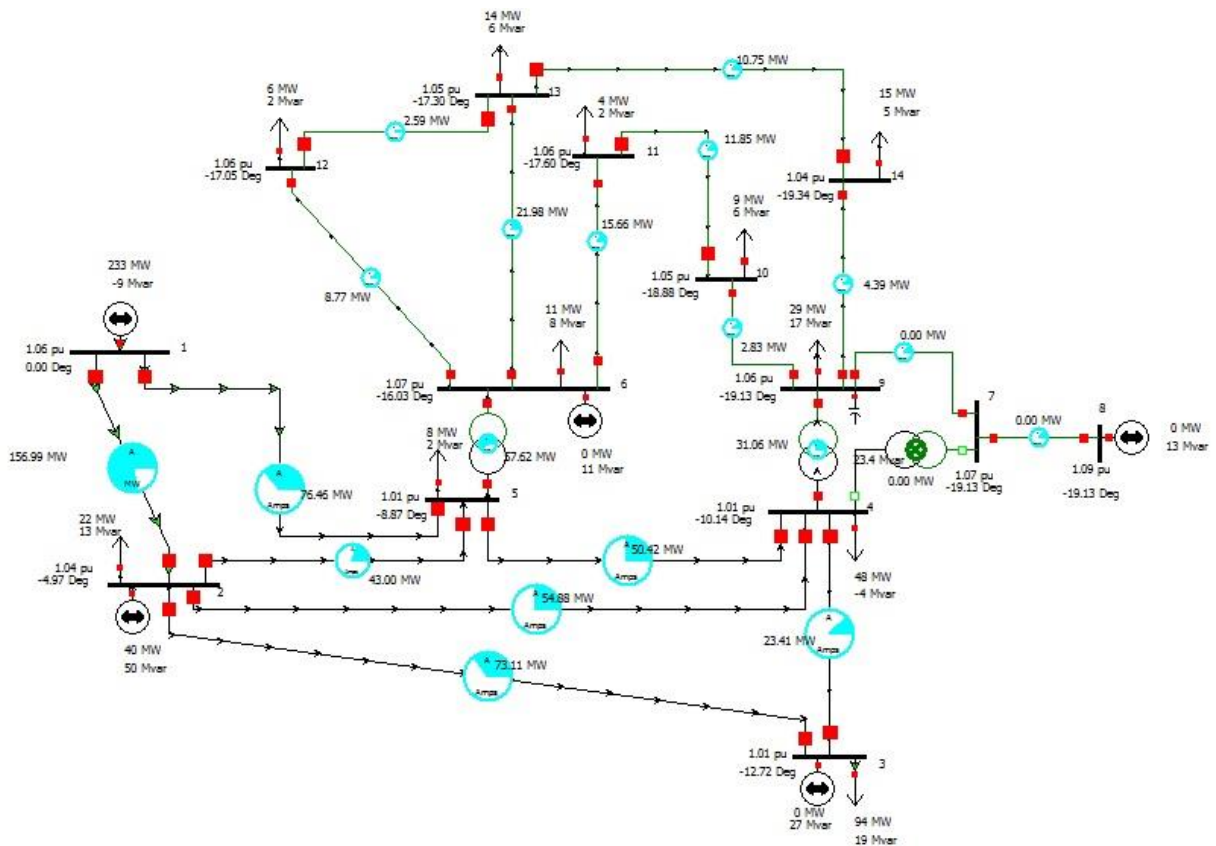 14 MW
6 Mvar
10.75 MW
1.05 pu
-17.30 Deg
13
6 MW
2 Mvar
2.59 MW
4 MW
2 Mvar
15 MW
5 Mvar
11.85 MW
1.06 pu
-17.05 Deg
12
1.06 pu
-17.60 Deg
11
1.04 pu
-19.34 Deg
14
21.98 MW
15.66 MW
9 MW
6 Mvar
233 MW
-9 Mvar
8.77 MW
1.05 pu
-18.88 Deg
10
4.39 MW
11 MW
8 Mvar
29 MW
17 Mvar
2.83 MW
0.00 MW
1.06 pu
0.00 Deg
1
1.07 pu
-16.03 Deg
6
1.06 pu
-19.13 Deg
9
7
8
0.00 MW
0 MW
13 Mvar
8 MW
2 Mvar
57.62 MW
0 MW
11 Mvar
31.06 MW
23.4 Mvar
0.00 MW
1.07 pu
-19.13 Deg
1.09 pu
-19.13 Deg
156.99 MW
A
MW
A
76.46 MW
Amps
1.01 pu
-8.87 Deg
5
1.01 pu
-10.14 Deg
4
22 MW
13 Mvar
43.00 MW
A
50.42 MW
Amps
1.04 pu
-4.97 Deg
2
A
54.88 MW
Amps
48 MW
-4 Mvar
40 MW
50 Mvar
A
23.41 MW
Amps
A
73.11 MW
Amps
1.01 pu
-12.72 Deg
3
0 MW
27 Mvar
94 MW
19 Mvar